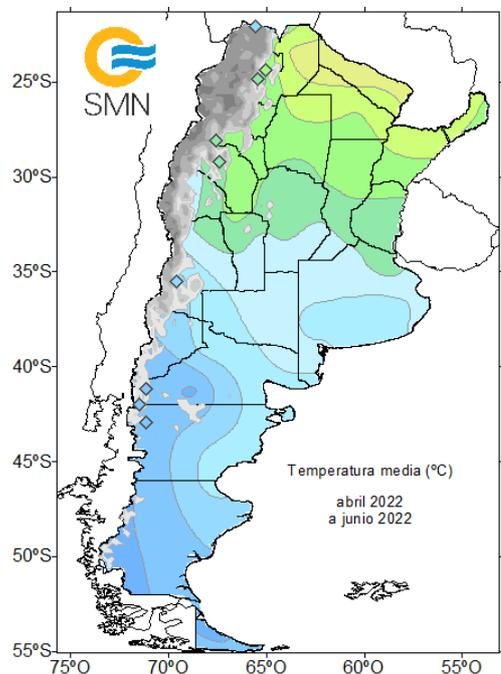 SMN
25ºS
30ºS
35ºS
40ºS
45ºS
50ºS
55ºS
Temperatura media (ºC)
abril 2022
a junio 2022
75ºO
70ºO
65ºO
60ºO
55ºO